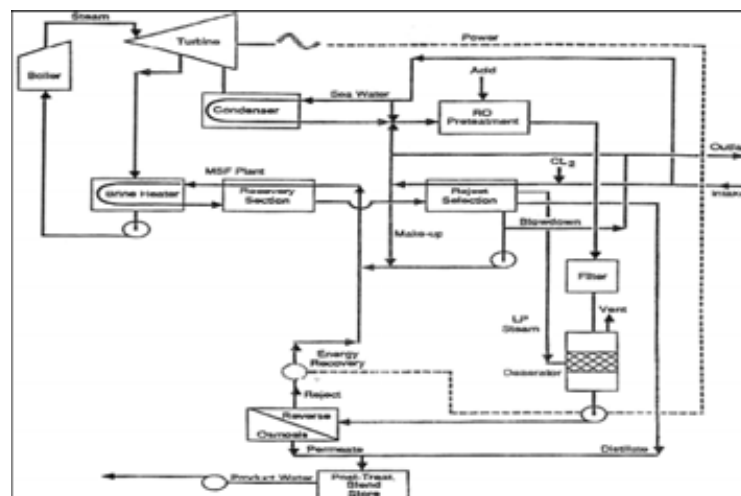 Steam
Turbine
Power
Boiler
Acid
Sea Water
Condenser
RO
Pretreatment
Outfall
MSF Plant
CL2
Intake
Brine Heater
Recovery
Section
Reject
Selection
Make-up
Blowdown
Filter
LP
Steam
Vent
Energy
Recovery
Deaerator
Reject
Reverse
Osmosis
Permeate
Distillate
Product Water
Post-Treat.
Blend
Store